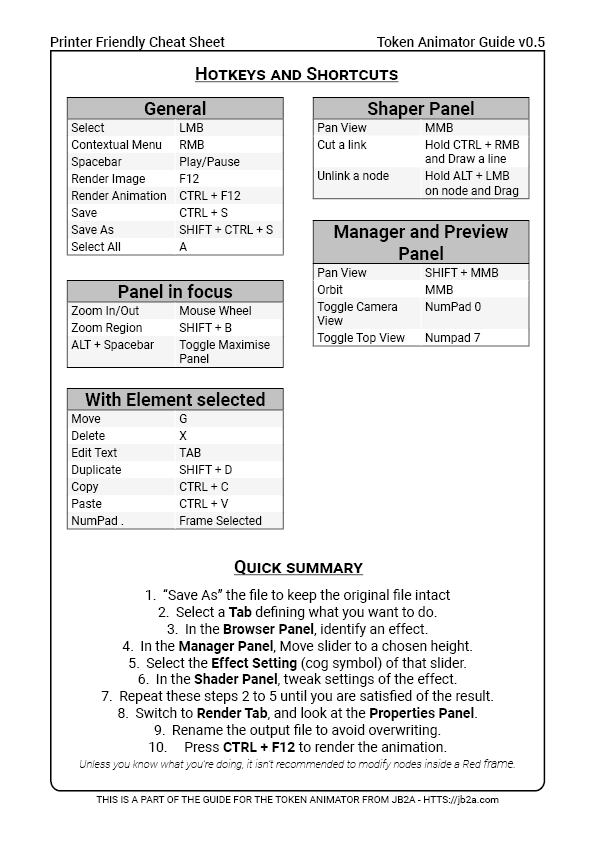 Printer Friendly Cheat Sheet
Token Animator Guide v0.5
HOTKEYS AND SHORTCUTS
General
Select LMB
Contextual Menu RMB
Spacebar Play/Pause
Render Image F12
Render Animation CTRL + F12
Save CTRL + S
Save As SHIFT + CTRL + S
Select All A
Panel in focus
Zoom In/Out Mouse Wheel
Zoom Region SHIFT + B
ALT + Spacebar Toggle Maximise
Panel
With Element selected
Move G
Delete X
Edit Text TAB
Duplicate SHIFT + D
Copy CTRL + C
Paste CTRL + V
NumPad . Frame Selected
Shaper Panel
Pan View MMB
Cut a link Hold CTRL + RMB
and Draw a line
Unlink a node Hold ALT + LMB
on node and Drag
Manager and Preview
Panel
Pan View SHIFT + MMB
Orbit MMB
Toggle Camera NumPad 0
View
Toggle Top View Numpad 7
QUICK SUMMARY
1. “Save As” the file to keep the original file intact
2. Select a Tab defining what you want to do.
3. In the Browser Panel, identify an effect.
4. In the Manager Panel, Move slider to a chosen height.
5. Select the Effect Setting (cog symbol) of that slider.
6. In the Shader Panel, tweak settings of the effect.
7. Repeat these steps 2 to 5 until you are satisfied of the result.
8. Switch to Render Tab, and look at the Properties Panel.
9. Rename the output file to avoid overwriting.
10. Press CTRL + F12 to render the animation.
Unless you know what you're doing, it isn't recommended to modify nodes inside a Red frame.
THIS IS A PART OF THE GUIDE FOR THE TOKEN ANIMATOR FROM JB2A - HTTS://jb2a.com